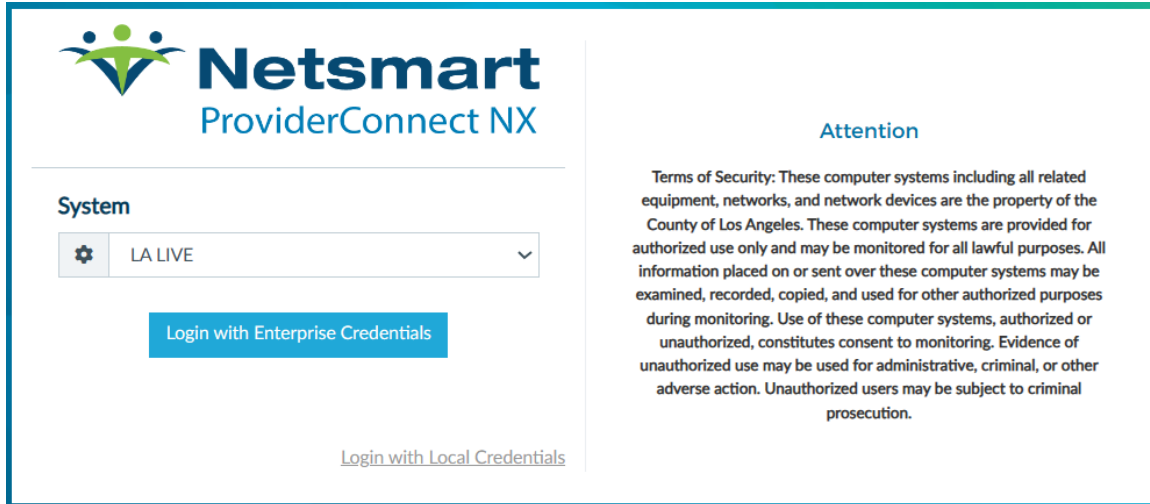 Netsmart
ProviderConnect NX
System
LA LIVE
Login with Enterprise Credentials
Login with Local Credentials
Attention
Terms of Security: These computer systems including all related
equipment, networks, and network devices are the property of the
County of Los Angeles. These computer systems are provided for
authorized use only and may be monitored for all lawful purposes. All
information placed on or sent over these computer systems may be
examined, recorded, copied, and used for other authorized purposes
during monitoring. Use of these computer systems, authorized or
unauthorized, constitutes consent to monitoring. Evidence of
unauthorized use may be used for administrative, criminal, or other
adverse action. Unauthorized users may be subject to criminal
prosecution.